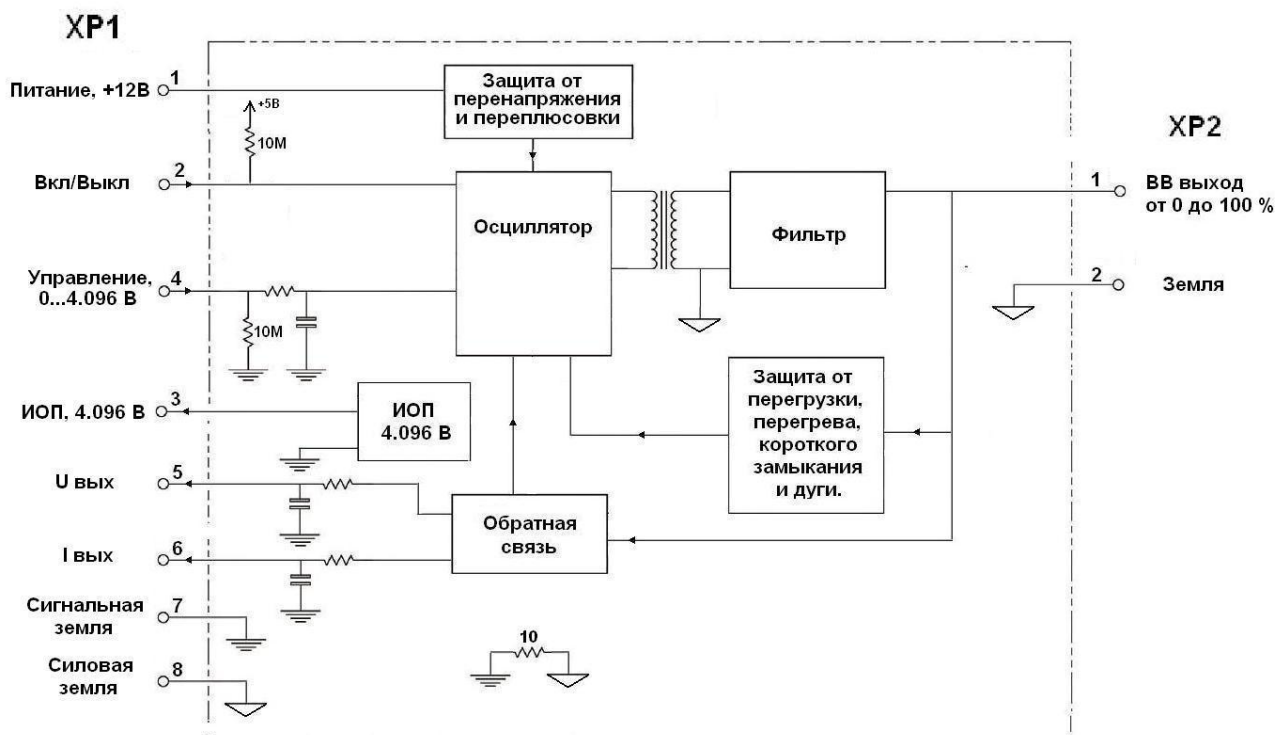 XP1
1
Питание, +12В
Защита от
перенапряжения
и переплюсовки
+5В
10М
XP2
2
Вкл/Выкл
Осциллятор
Фильтр
1
ВВ выход
от 0 до 100 %
Управление,
0...4.096 В
4
10М
2
Земля
3
ИОП, 4.096 В
ИОП
4.096 В
Защита от
перегрузки,
перегрева,
короткого
замыкания
и дуги.
5
U вых
Обратная
связь
6
I вых
Сигнальная
земля
7
10
Силовая
земля
8